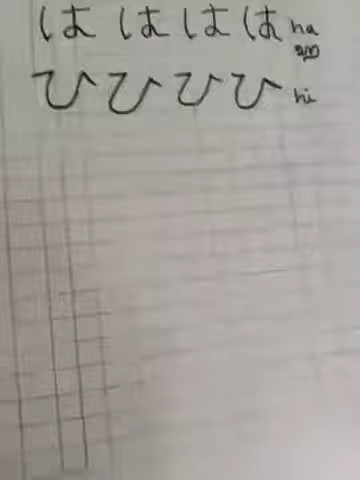 は は は は ha
ひ ひ ひ ひ hi